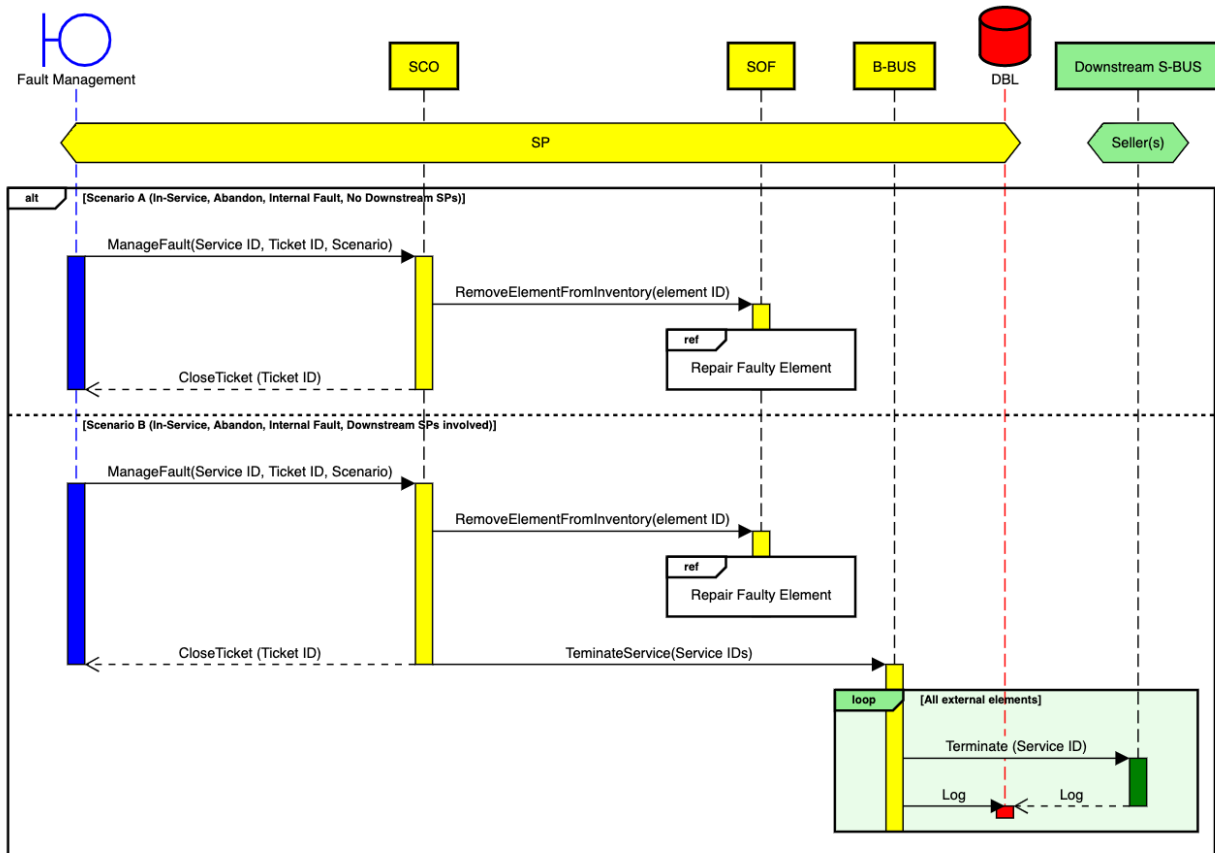 Fault Management
SCO
SOF
B-BUS
DBL
Downstream S-BUS
SP
Seller(s)
alt
[Scenario A (In-Service, Abandon, Internal Fault, No Downstream SPs)]
ManageFault(Service ID, Ticket ID, Scenario)
RemoveElementFromInventory(element ID)
ref
Repair Faulty Element
CloseTicket (Ticket ID)
[Scenario B (In-Service, Abandon, Internal Fault, Downstream SPs involved)]
ManageFault(Service ID, Ticket ID, Scenario)
RemoveElementFromInventory(element ID)
ref
Repair Faulty Element
CloseTicket (Ticket ID)
TeminateService(Service IDs)
loop
[All external elements]
Terminate (Service ID)
Log
Log